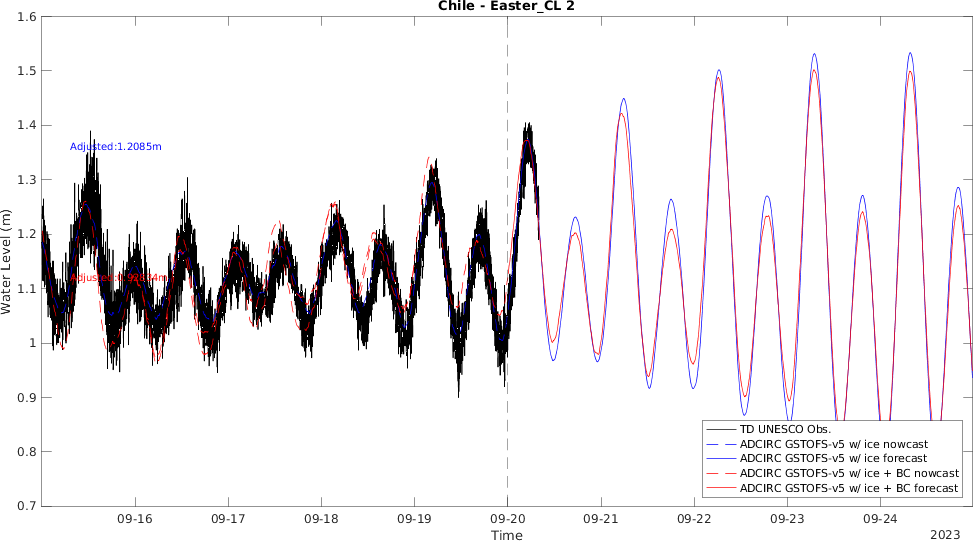 Chile - Easter_CL 2
1.6
1.5
1.4
1.3
1.2
1.1
1
0.9
0.8
0.7
Water Level (m)
Adjusted:1.2085m
TD UNESCO Obs.
ADCIRC GSTOFS-v5 w/ ice nowcast
ADCIRC GSTOFS-v5 w/ ice forecast
ADCIRC GSTOFS-v5 w/ ice + BC nowcast
ADCIRC GSTOFS-v5 w/ ice + BC forecast
09-16
09-17
09-18
09-19
09-20
09-21
09-22
09-23
09-24
Time
2023